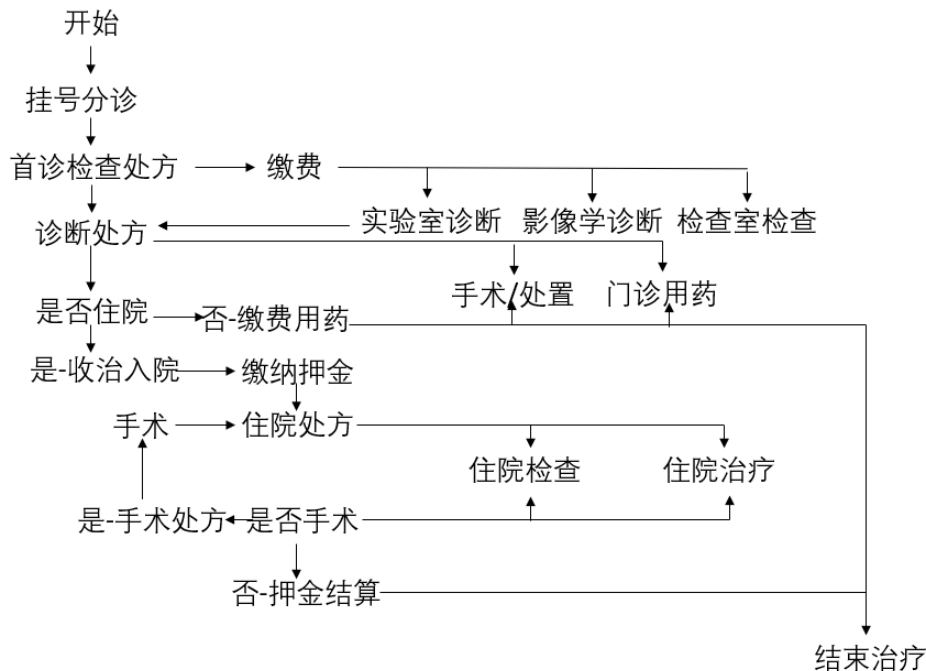 开始
挂号分诊
首诊检查处方
缴费
实验室诊断
影像学诊断
检查室检查
诊断处方
手术/处置
门诊用药
是否住院
否-缴费用药
是-收治入院
缴纳押金
手术
住院处方
住院检查
住院治疗
是-手术处方
是否手术
否-押金结算
结束治疗